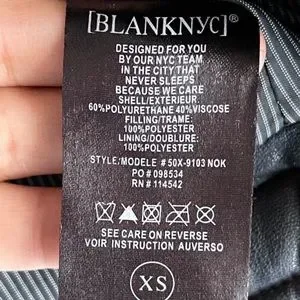 [BLANKNYC]®
DESIGNED FOR YOU
BY OUR NYC TEAM
IN THE CITY THAT
NEVER SLEEPS
BECAUSE WE CARE
SHELL/EXTÉRIEUR
60%POLYURETHANE 40%VISCOSE
FILLING/TRAME:
100%POLYESTER
LINING/DOUBLURE:
100%POLYESTER
STYLE/MODELE # 50X-9103 NOK
PO # 098534
RN # 114542
SEE CARE ON REVERSE
VOIR INSTRUCTION AUVERSO
XS